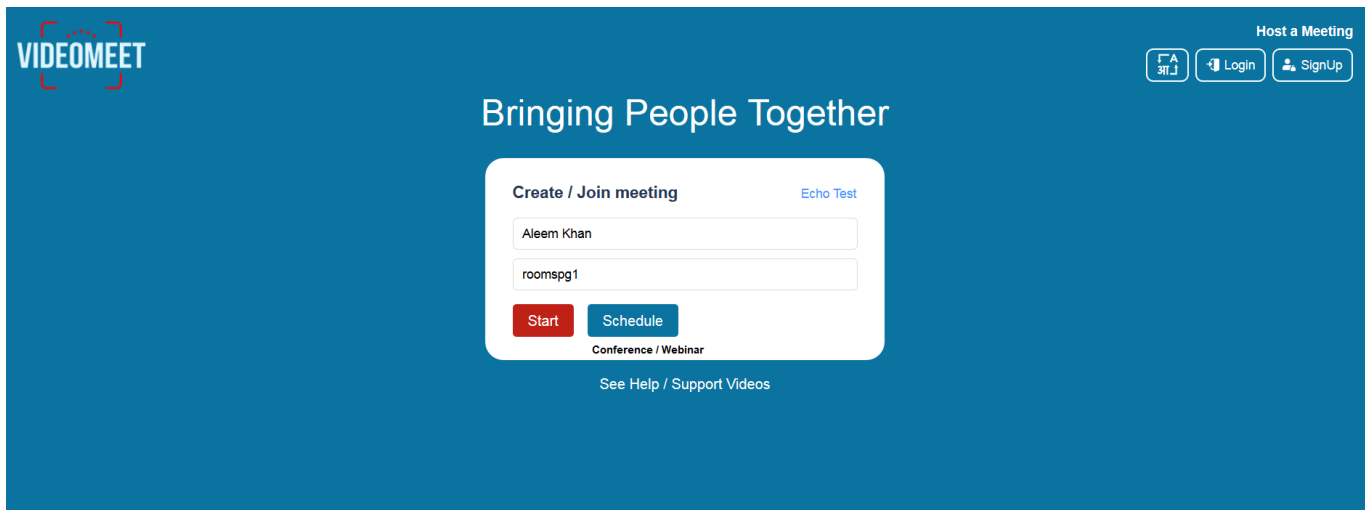 VIDEOMEET
Host a Meeting
आ A
Login
SignUp
Bringing People Together
Create / Join meeting
Echo Test
Aleem Khan
roomspg1
Start
Schedule
Conference / Webinar
See Help / Support Videos